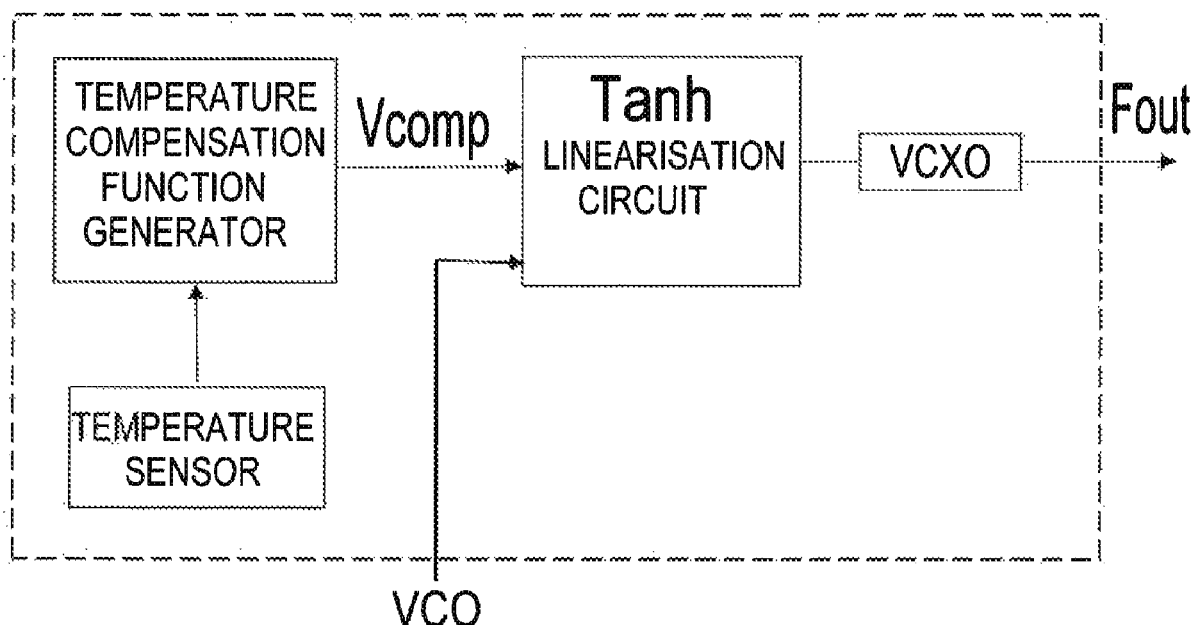 TEMPERATURE
COMPENSATION
FUNCTION
GENERATOR
Vcomp
Tanh
LINEARISATION
CIRCUIT
VCXO
Fout
TEMPERATURE
SENSOR
VCO